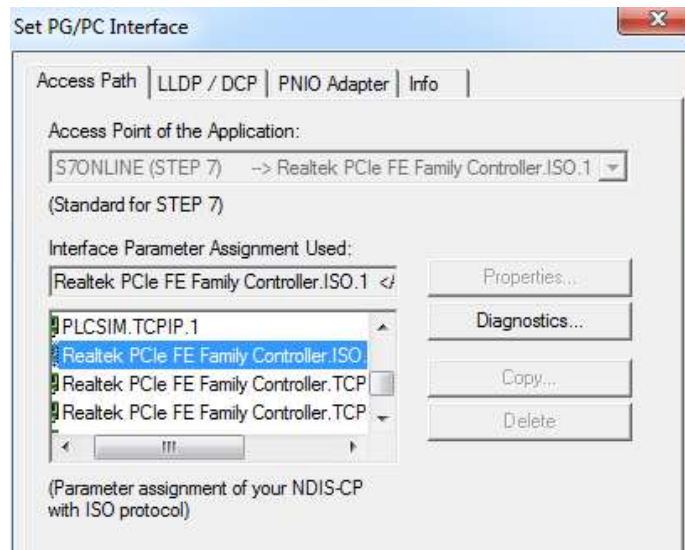 Set PG/PC Interface
Access Path LLDP / DCP PNIO Adapter Info
Access Point of the Application:
S7ONLINE (STEP 7) --> Realtek PCIe FE Family Controller.ISO.1
(Standard for STEP 7)
Interface Parameter Assignment Used:
Realtek PCIe FE Family Controller.ISO.1 <
Properties...
PLCSIM.TCPIP.1
Diagnostics...
Realtek PCIe FE Family Controller.ISO.
Realtek PCIe FE Family Controller.TCP
Copy...
Realtek PCIe FE Family Controller.TCP
Delete
(Parameter assignment of your NDIS-CP
with ISO protocol)